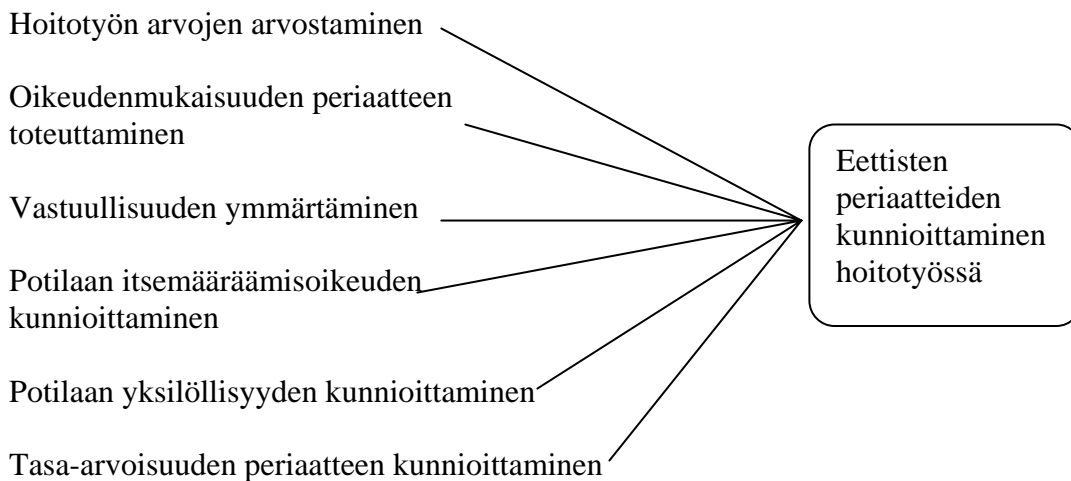 Hoitotyön arvojen arvostaminen
Oikeudenmukaisuuden periaatteen
toteuttaminen
Vastuullisuuden ymmärtäminen
Potilaan itsemääräämisoikeuden
kunnioittaminen
Potilaan yksilöllisyyden kunnioittaminen
Tasa-arvoisuuden periaatteen kunnioittaminen
Eettisten
periaatteiden
kunnioittaminen
hoitotyössä